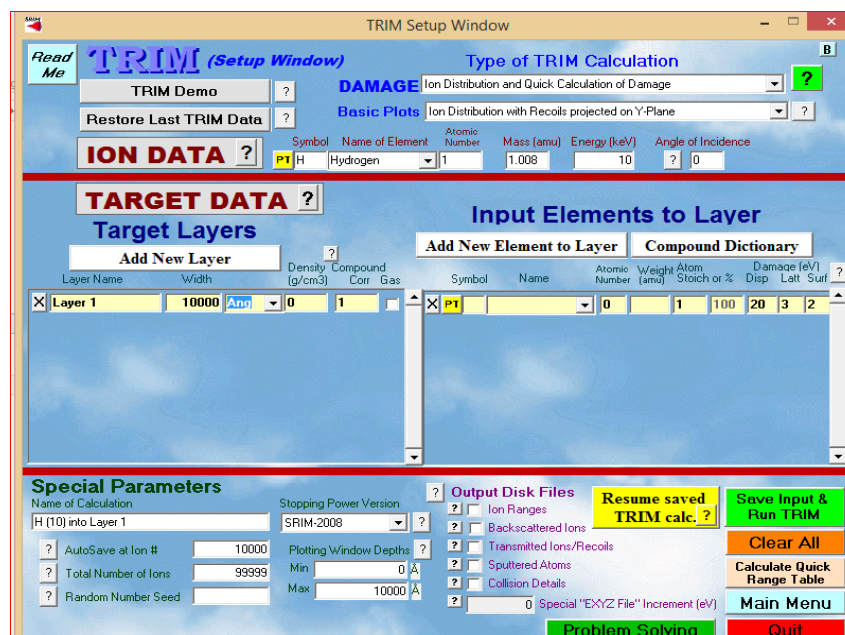 SRIM
TRIM Setup Window
Read Me
TRIM (Setup Window)
Type of TRIM Calculation
B
TRIM Demo ?
DAMAGE Ion Distribution and Quick Calculation of Damage ?
Restore Last TRIM Data ?
Basic Plots Ion Distribution with Recoils projected on Y-Plane ?
Symbol Name of Element Atomic Number Mass (amu) Energy (keV) Angle of Incidence
ION DATA ? PT H Hydrogen 1 1.008 10 ? 0
TARGET DATA ?
Target Layers
Input Elements to Layer
Add New Layer
Add New Element to Layer
Compound Dictionary
Layer Name Width Density (g/cm3) ? Compound Corr Gas
Symbol Name Atomic Number Weight (amu) Atom Stoich or % Damage (eV) Disp Latt Surf ?
X Layer 1 10000 Ang 0 1
X PT 0 1 100 20 3 2
Special Parameters
Name of Calculation
H (10) into Layer 1
Stopping Power Version
SRIM-2008 ?
? AutoSave at Ion # 10000
? Total Number of Ions 99999
? Random Number Seed
Plotting Window Depths ?
Min 0 Å
Max 10000 Å
? Output Disk Files
? Ion Ranges
? Backscattered Ions
? Transmitted Ions/Recoils
? Sputtered Atoms
? Collision Details
? 0 Special "EXYZ File" Increment (eV)
Resume saved TRIM calc. ?
Save Input & Run TRIM
Clear All
Calculate Quick Range Table
Main Menu
Problem Solving
Quit